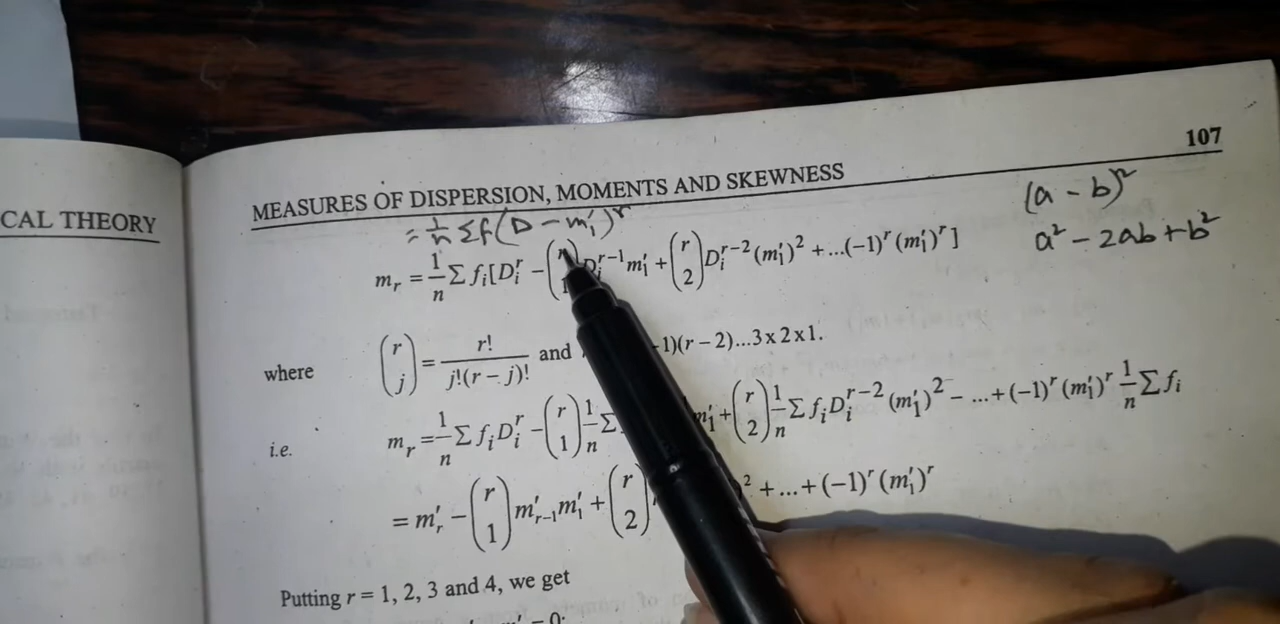 107
CAL THEORY
MEASURES OF DISPERSION, MOMENTS AND SKEWNESS
= 1/n Σf(D - m₁′)ʳ
(a - b)²
a² - 2ab + b²
mᵣ = 1/n Σ fᵢ[Dᵢʳ - (r 1) Dᵢʳ⁻¹ m₁′ + (r 2) Dᵢʳ⁻² (m₁′)² + ...(-1)ʳ (m₁′)ʳ]
where (r j) = r!/j!(r - j)! and -1)(r - 2)...3 x 2 x 1.
i.e. mᵣ = 1/n Σ fᵢDᵢʳ - (r 1) 1/n Σ m₁′ + (r 2) 1/n Σ fᵢDᵢʳ⁻² (m₁′)² - ...+(-1)ʳ (m₁′)ʳ 1/n Σ fᵢ
= mᵣ′ - (r 1) m′ᵣ₋₁m₁′ + (r 2) ² + ... + (-1)ʳ (m₁′)ʳ
Putting r = 1, 2, 3 and 4, we get
= 0;